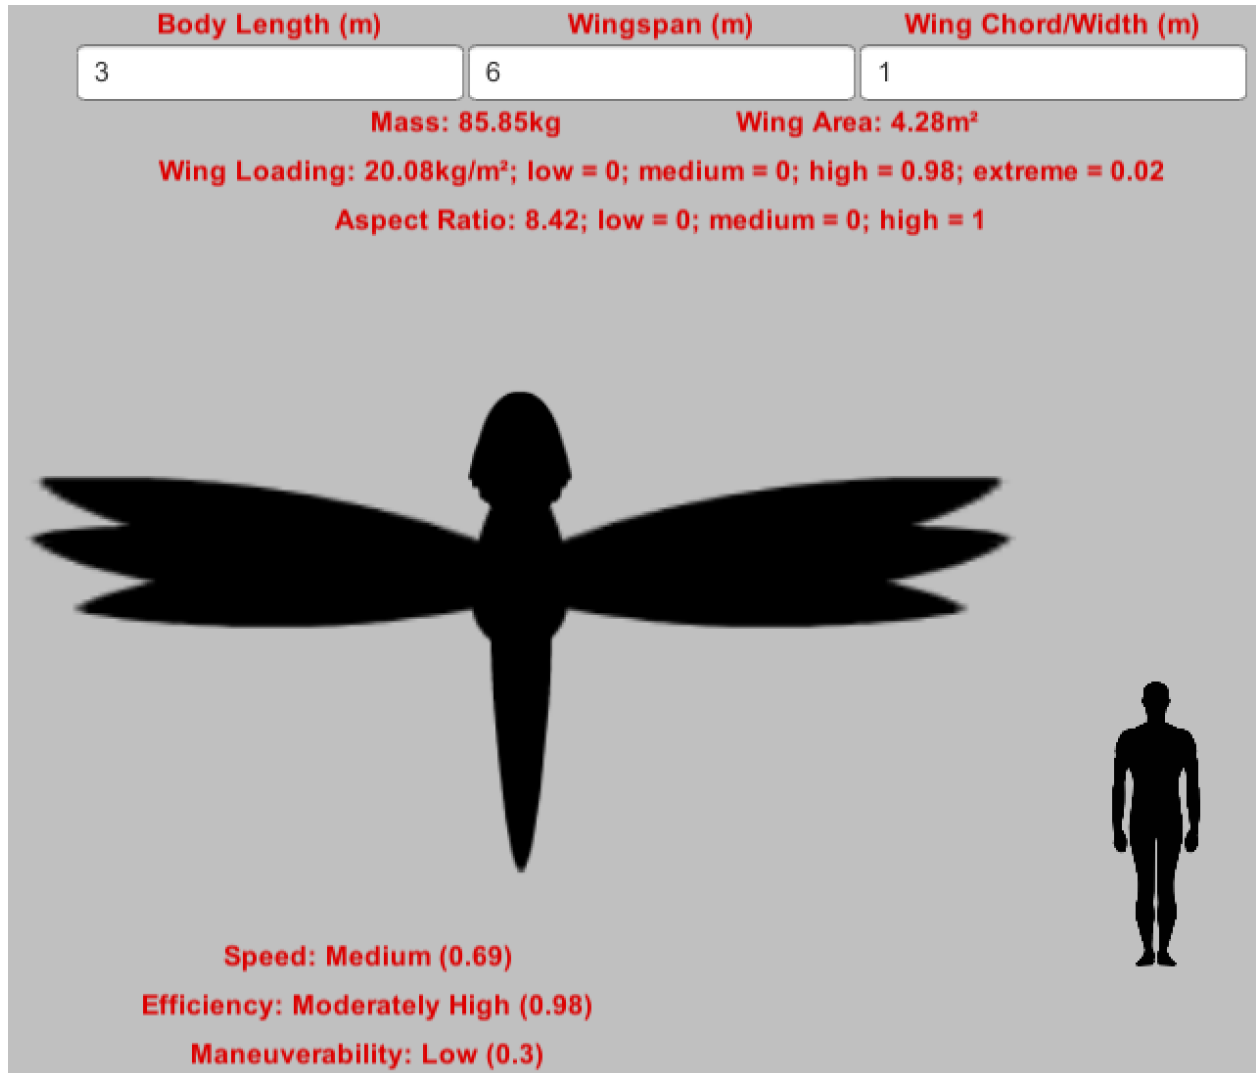 Body Length (m) Wingspan (m) Wing Chord/Width (m)
3 6 1
Mass: 85.85kg Wing Area: 4.28m²
Wing Loading: 20.08kg/m²; low = 0; medium = 0; high = 0.98; extreme = 0.02
Aspect Ratio: 8.42; low = 0; medium = 0; high = 1
Speed: Medium (0.69)
Efficiency: Moderately High (0.98)
Maneuverability: Low (0.3)